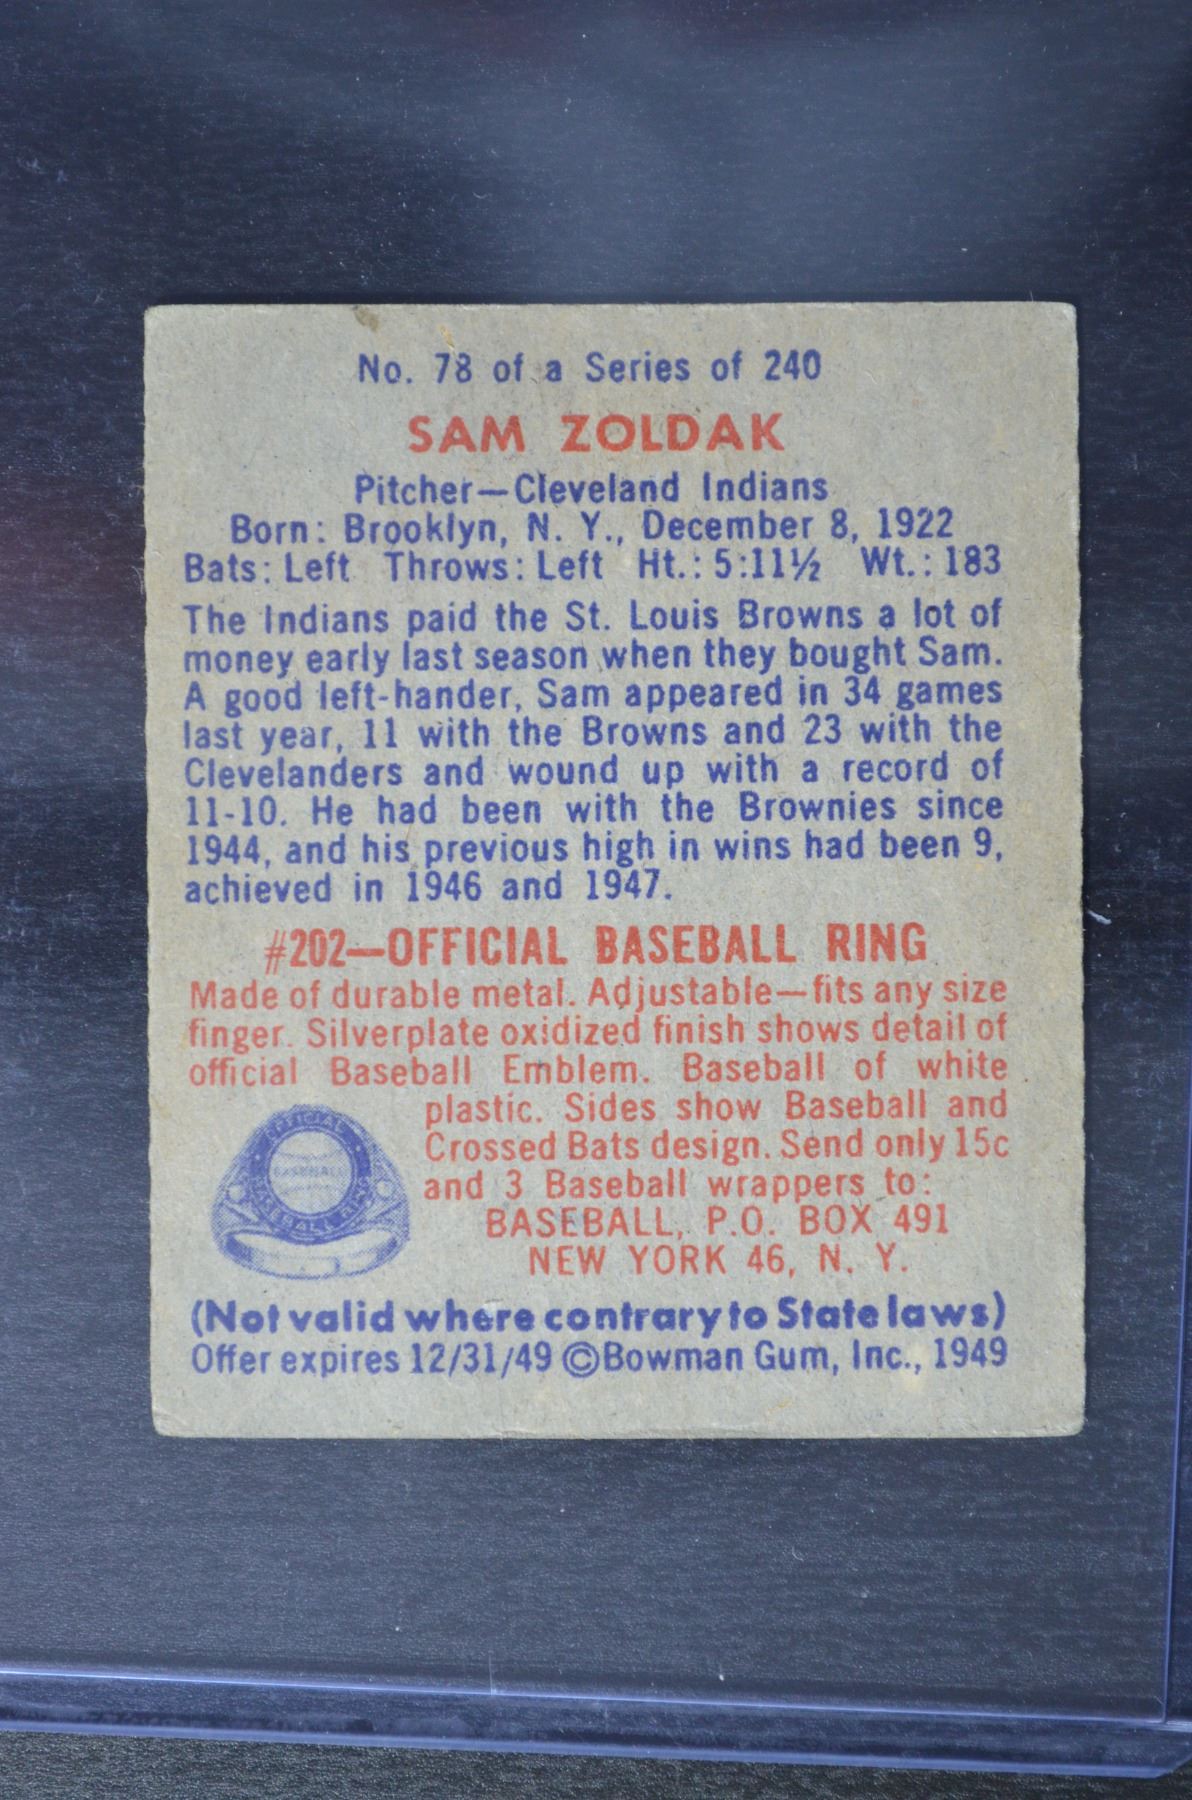 No. 78 of a Series of 240
SAM ZOLDAK
Pitcher—Cleveland Indians
Born: Brooklyn, N. Y., December 8, 1922
Bats: Left Throws: Left Ht.: 5:11½ Wt.: 183
The Indians paid the St. Louis Browns a lot of
money early last season when they bought Sam.
A good left-hander, Sam appeared in 34 games
last year, 11 with the Browns and 23 with the
Clevelanders and wound up with a record of
11-10. He had been with the Brownies since
1944, and his previous high in wins had been 9,
achieved in 1946 and 1947.
#202—OFFICIAL BASEBALL RING
Made of durable metal. Adjustable—fits any size
finger. Silverplate oxidized finish shows detail of
official Baseball Emblem. Baseball of white
plastic. Sides show Baseball and
Crossed Bats design. Send only 15c
and 3 Baseball wrappers to:
BASEBALL, P.O. BOX 491
NEW YORK 46, N. Y.
OFFICIAL
BASEBALL
BASEBALL RING
(Not valid where contrary to State laws)
Offer expires 12/31/49 ©Bowman Gum, Inc., 1949